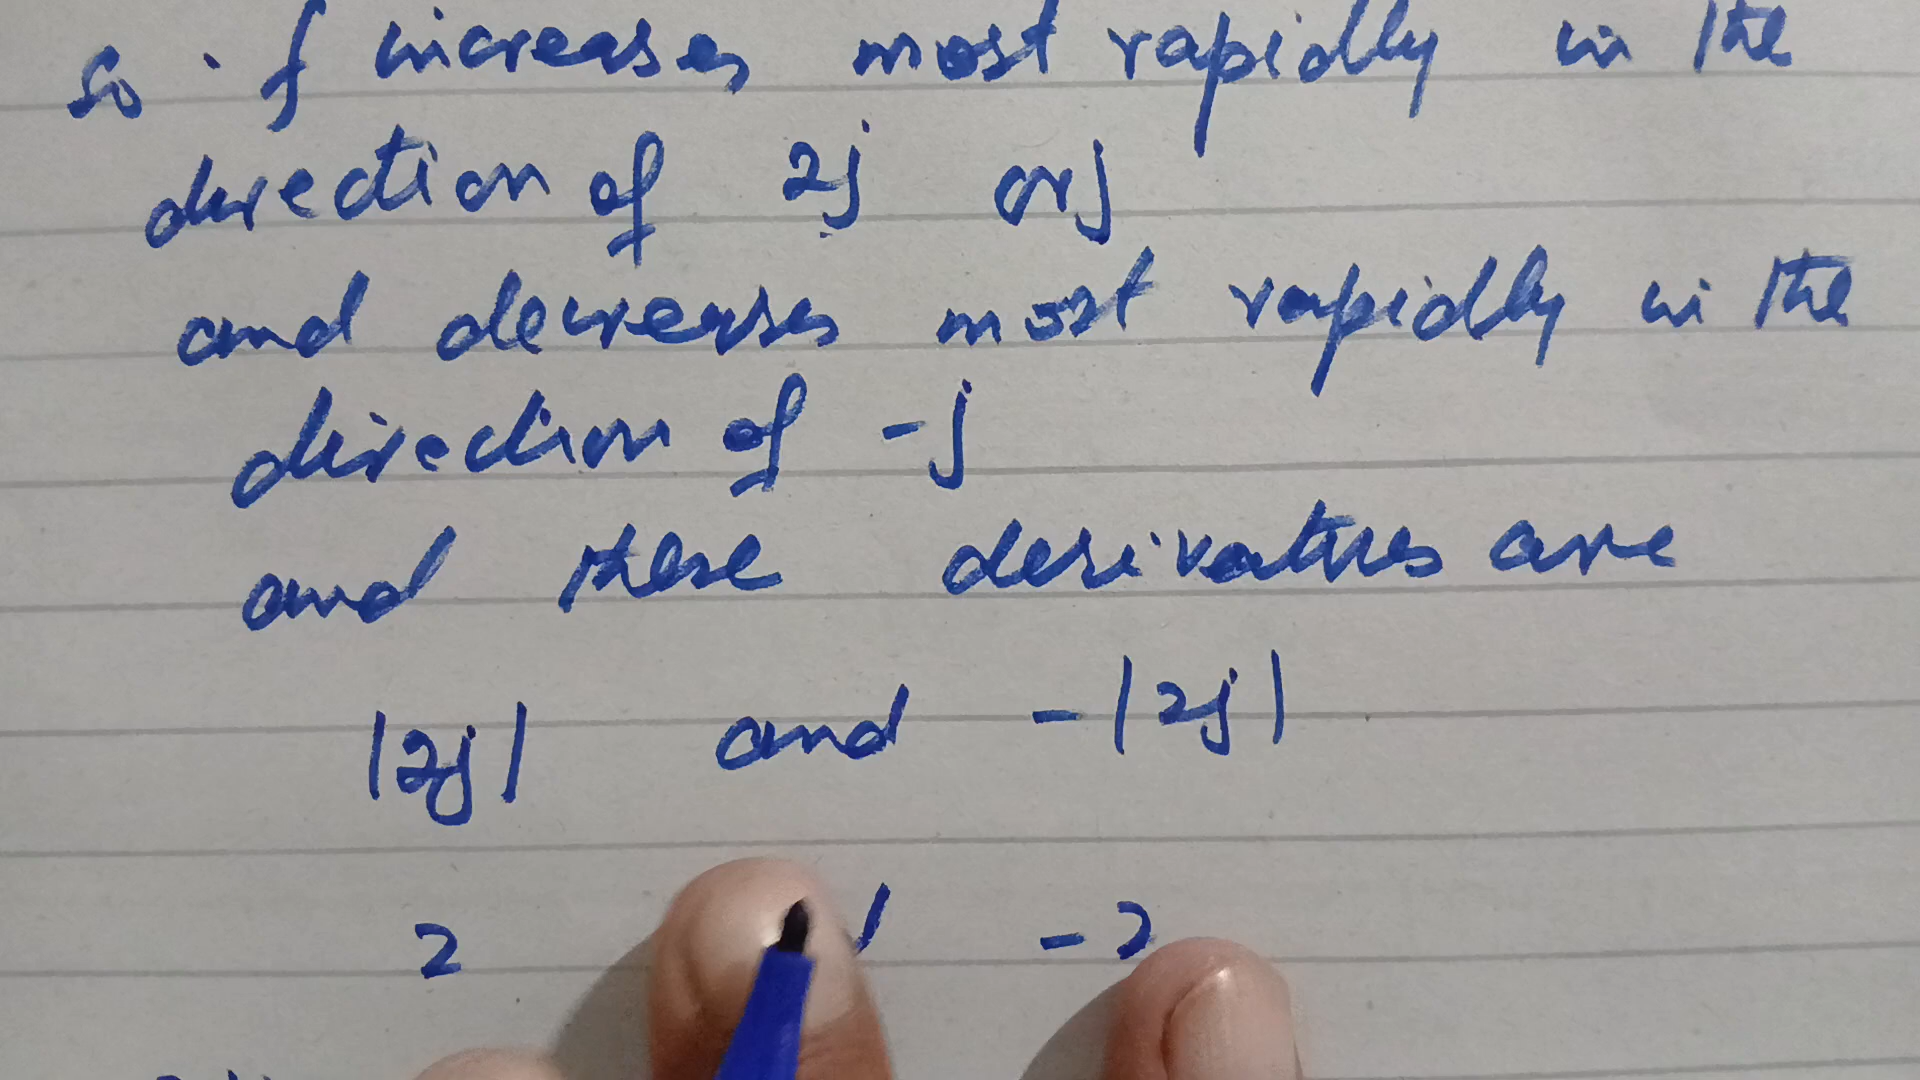 so f increases most rapidly in the
direction of 2j or j
and decreases most rapidly in the
direction of -j
and these derivatives are
|2j| and -|2j|
2 -2